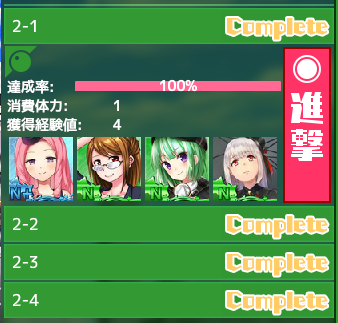 2-1 Complete
達成率: 100%
消費体力: 1
獲得経験値: 4
進撃
2-2 Complete
2-3 Complete
2-4 Complete